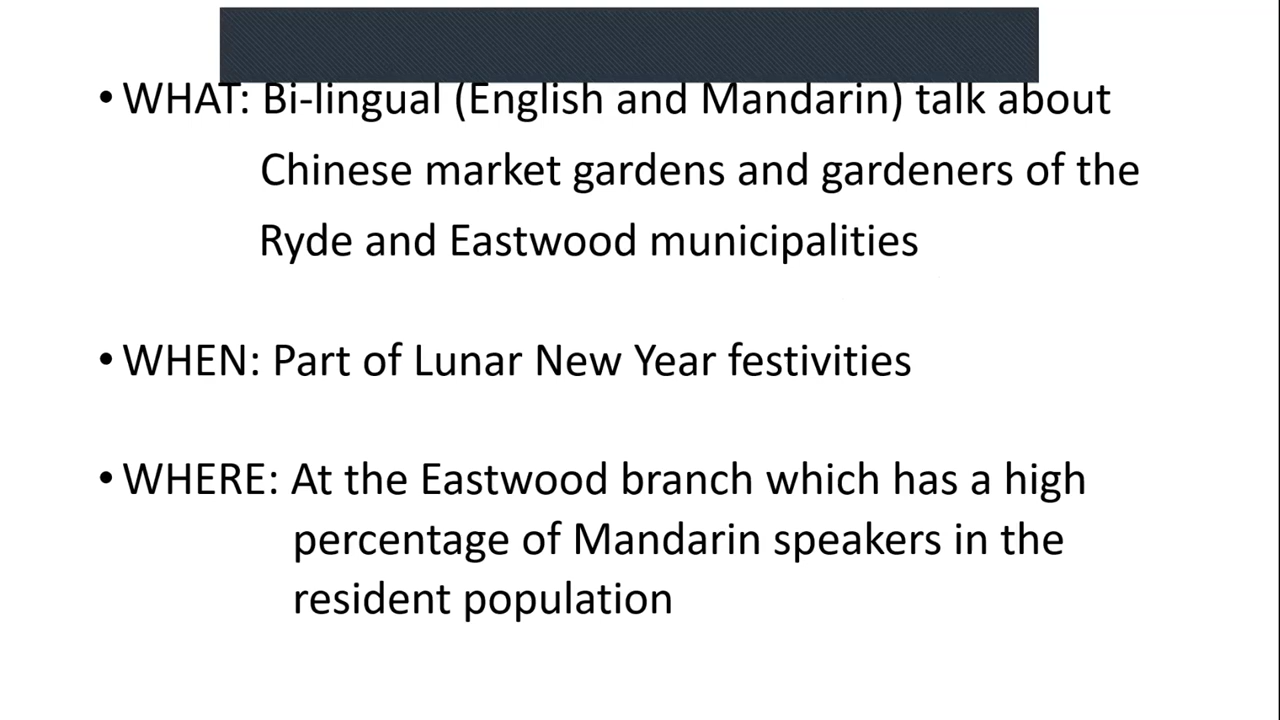 • WHAT: Bi-lingual (English and Mandarin) talk about
Chinese market gardens and gardeners of the
Ryde and Eastwood municipalities
• WHEN: Part of Lunar New Year festivities
• WHERE: At the Eastwood branch which has a high
percentage of Mandarin speakers in the
resident population